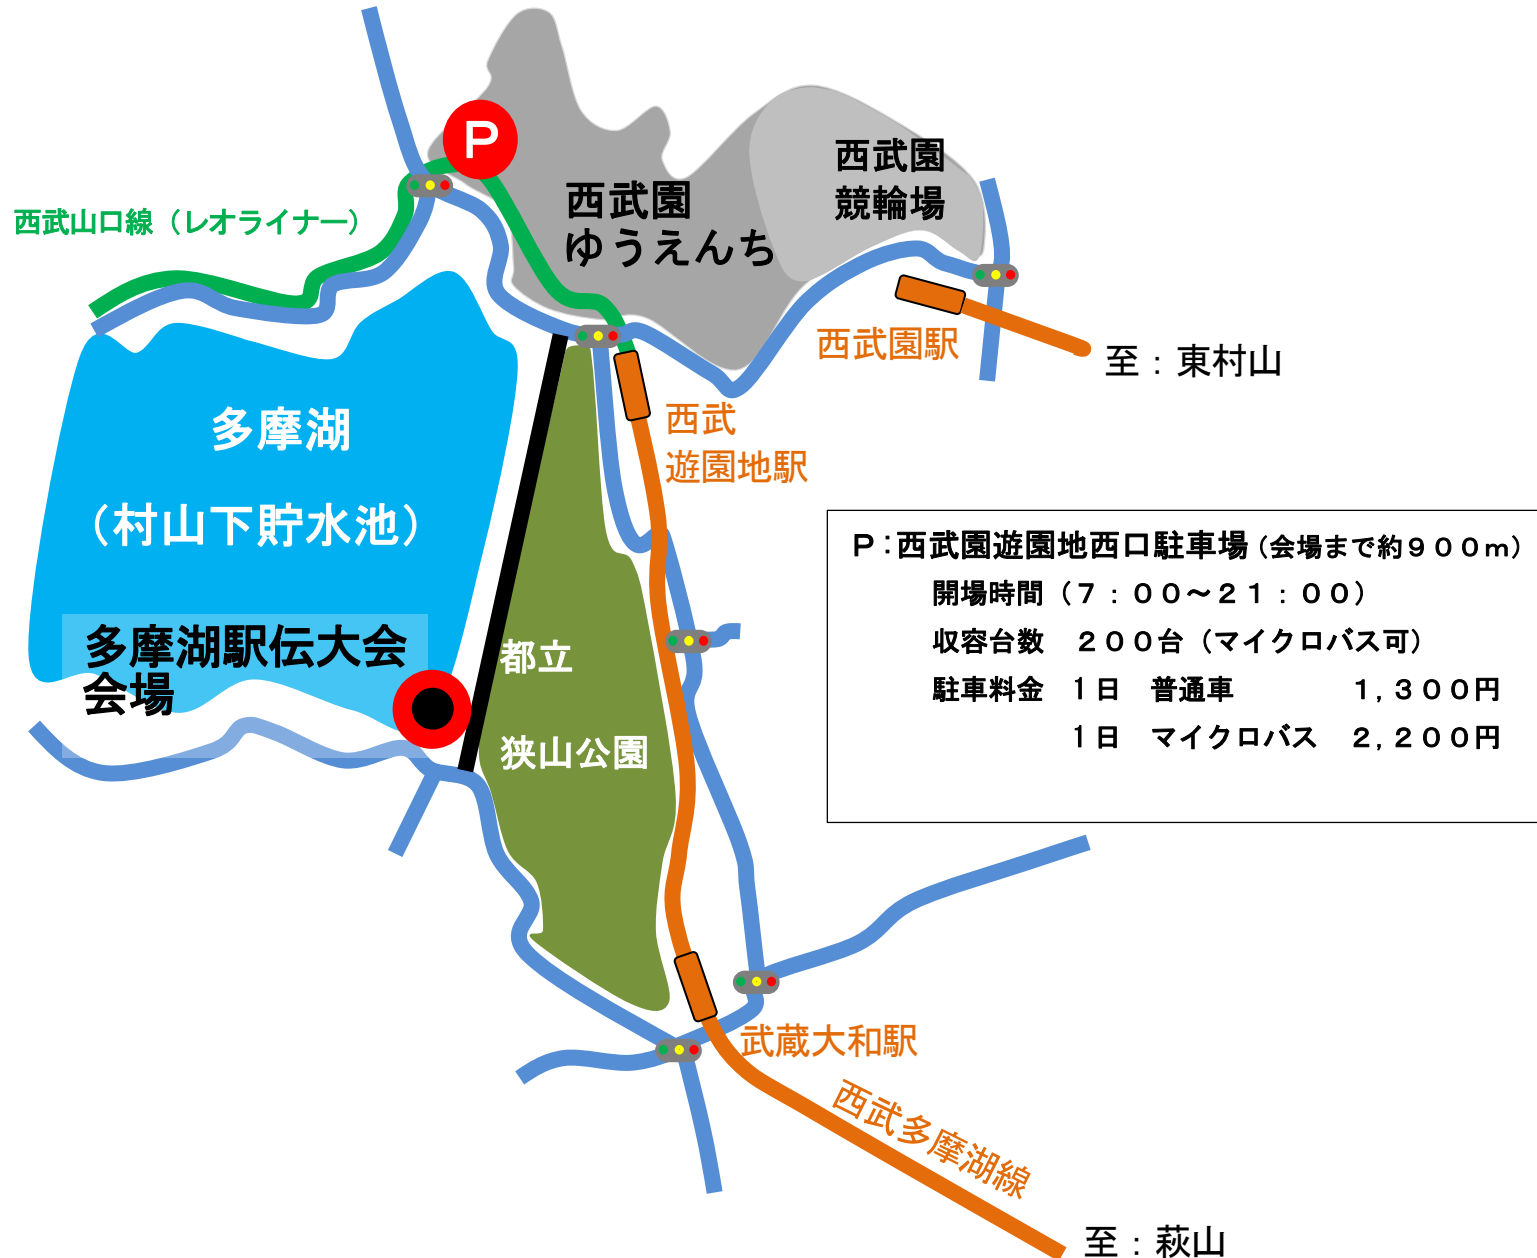 P
西武園
ゆうえんち
西武園
競輪場
西武山口線（レオライナー）
西武園駅
至：東村山
西武
遊園地駅
多摩湖
（村山下貯水池）
P：西武園遊園地西口駐車場（会場まで約９００ｍ）
開場時間（７：００～２１：００）
収容台数　２００台（マイクロバス可）
駐車料金　１日　普通車　１，３００円
１日　マイクロバス　２，２００円
多摩湖駅伝大会
会場
都立
狭山公園
武蔵大和駅
西武多摩湖線
至：萩山